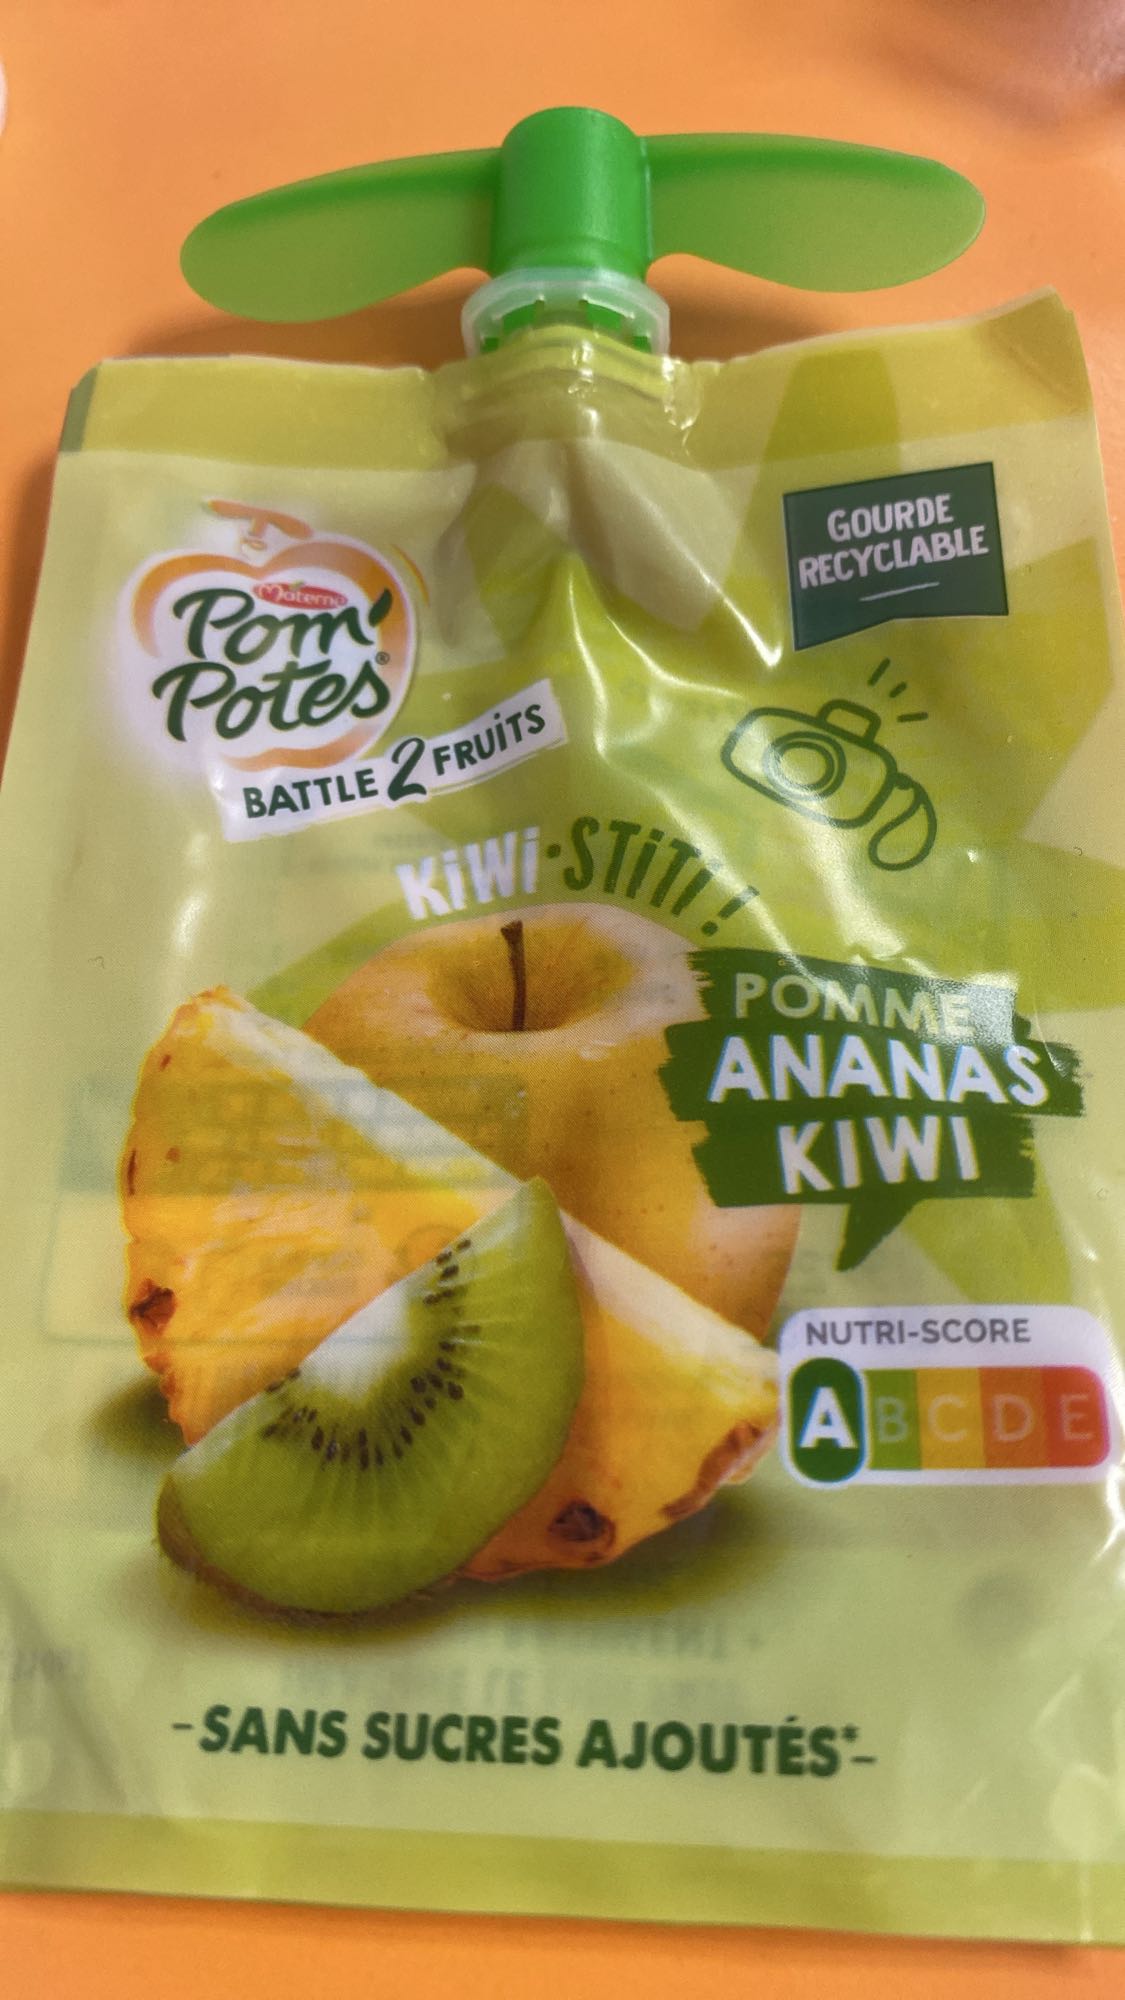 GOURDE
RECYCLABLE
Materne
Pom'
Potes®
BATTLE 2 FRUITS
KIWI·STITI!
POMME
ANANAS
KIWI
NUTRI-SCORE
A B C D E
- SANS SUCRES AJOUTÉS* -